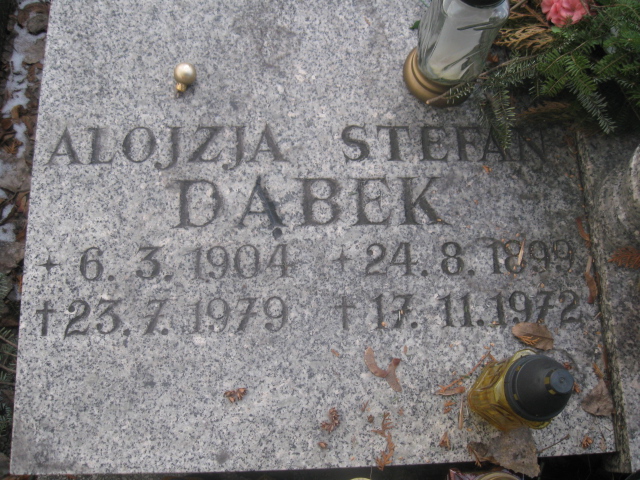 ALOJZJA STEFAN
DĄBEK
* 6. 3. 1904 * 24. 8. 1899
† 23. 7. 1979 † 17. 11. 1972